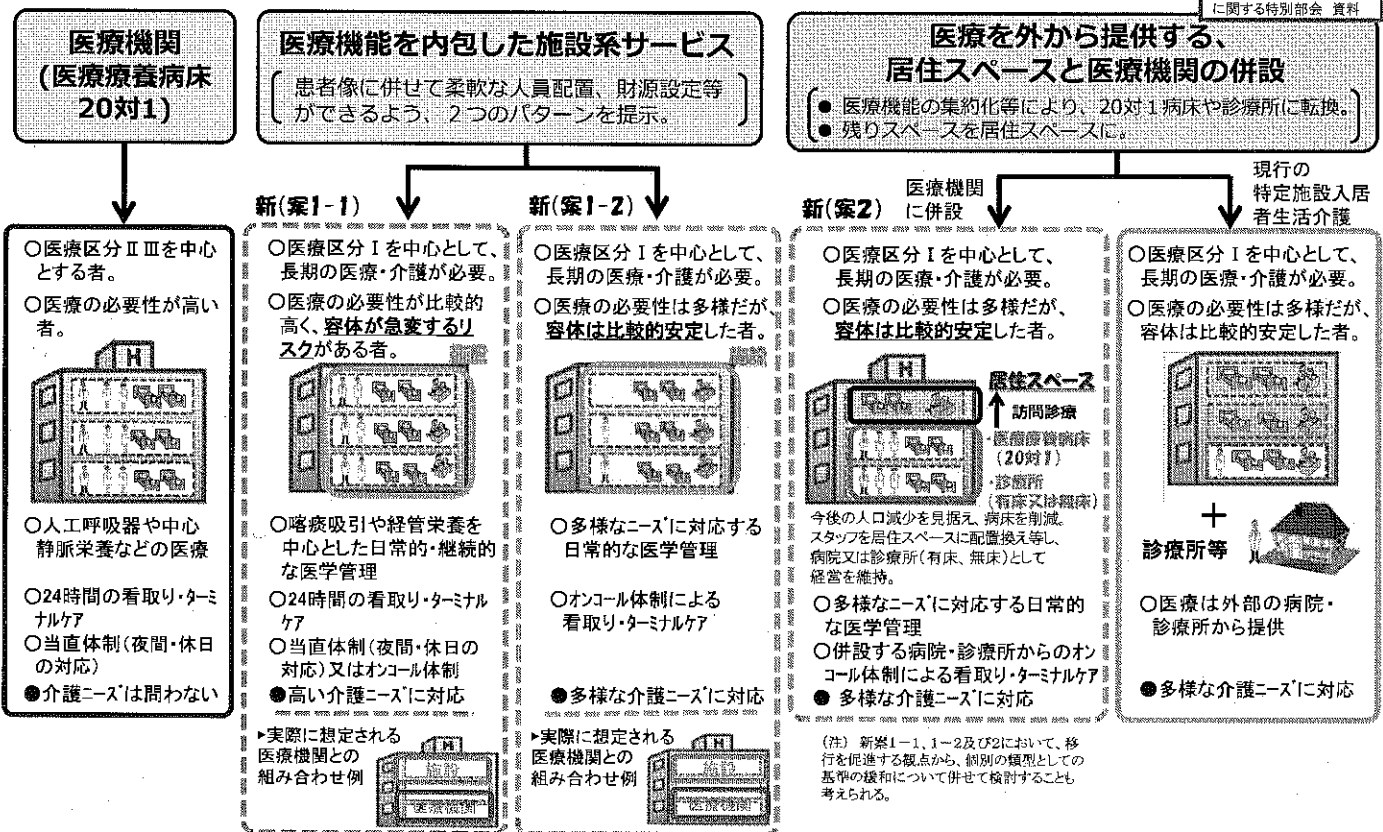 に関する特別部会 資料
医療機関
(医療療養病床
20対1)
医療機能を内包した施設系サービス
患者像に併せて柔軟な人員配置、財源設定等
ができるよう、2つのパターンを提示。
医療を外から提供する、
居住スペースと医療機関の併設
● 医療機能の集約化等により、20対1病床や診療所に転換。
● 残りスペースを居住スペースに。
○医療区分ⅡⅢを中心
とする者。
○医療の必要性が高い
者。
H
○人工呼吸器や中心
静脈栄養などの医療
○24時間の看取り・ターミ
ナルケア
○当直体制(夜間・休日
の対応)
●介護ニーズは問わない
新(案1-1)
○医療区分Ⅰを中心として、
長期の医療・介護が必要。
○医療の必要性が比較的
高く、容体が急変するリ
スクがある者。
施設
○喀痰吸引や経管栄養を
中心とした日常的・継続的
な医学管理
○24時間の看取り・ターミナル
ケア
○当直体制(夜間・休日の
対応)又はオンコール体制
●高い介護ニーズに対応
▶実際に想定される
医療機関との
組み合わせ例
H
施設
医療機関
新(案1-2)
○医療区分Ⅰを中心として、
長期の医療・介護が必要。
○医療の必要性は多様だが、
容体は比較的安定した者。
施設
○多様なニーズに対応する
日常的な医学管理
○オンコール体制による
看取り・ターミナルケア
●多様な介護ニーズに対応
▶実際に想定される
医療機関との
組み合わせ例
H
施設
医療機関
新(案2)
医療機関
に併設
○医療区分Ⅰを中心として、
長期の医療・介護が必要。
○医療の必要性は多様だが、
容体は比較的安定した者。
H
居住スペース
訪問診療
・医療療養病床
(20対1)
・診療所
(有床又は無床)
今後の人口減少を見据え、病床を削減。
スタッフを居住スペースに配置換え等し、
病院又は診療所(有床、無床)として
経営を維持。
○多様なニーズに対応する日常的
な医学管理
○併設する病院・診療所からのオン
コール体制による看取り・ターミナルケア
● 多様な介護ニーズに対応
(注) 新案1-1、1-2及び2において、移
行を促進する観点から、個別の類型としての
基準の緩和について併せて検討することも
考えられる。
現行の
特定施設入居
者生活介護
○医療区分Ⅰを中心として、
長期の医療・介護が必要。
○医療の必要性は多様だが、
容体は比較的安定した者。
+
診療所等
○医療は外部の病院・
診療所から提供
●多様な介護ニーズに対応